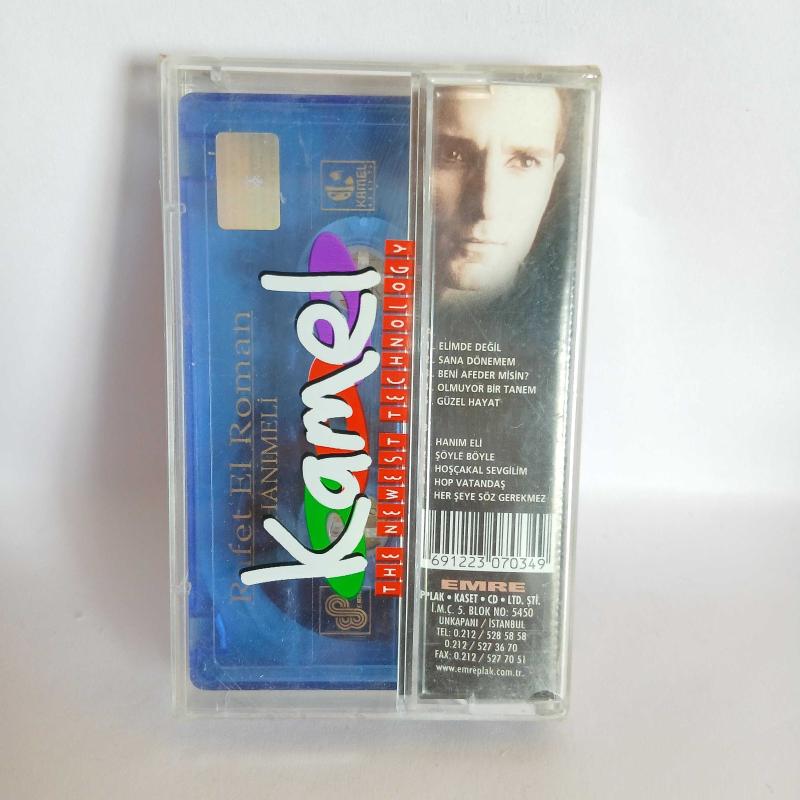 Rafet El Roman
HANIMELİ
KAMEL
Kamel
THE NEWEST TECHNOLOGY
ELİMDE DEĞİL
SANA DÖNEMEM
BENİ AFEDER MİSİN?
OLMUYOR BİR TANEM
GÜZEL HAYAT
HANIM ELİ
ŞÖYLE BÖYLE
HOŞÇAKAL SEVGİLİM
HOP VATANDAŞ
HER ŞEYE SÖZ GEREKMEZ
691223 070349
EMRE
PLAK • KASET • CD • LTD. ŞTİ.
İ.M.Ç. 5. BLOK NO: 5450
UNKAPANI / İSTANBUL
TEL: 0.212 / 528 58 58
0.212 / 527 36 70
FAX: 0.212 / 527 70 51
www.emreplak.com.tr.